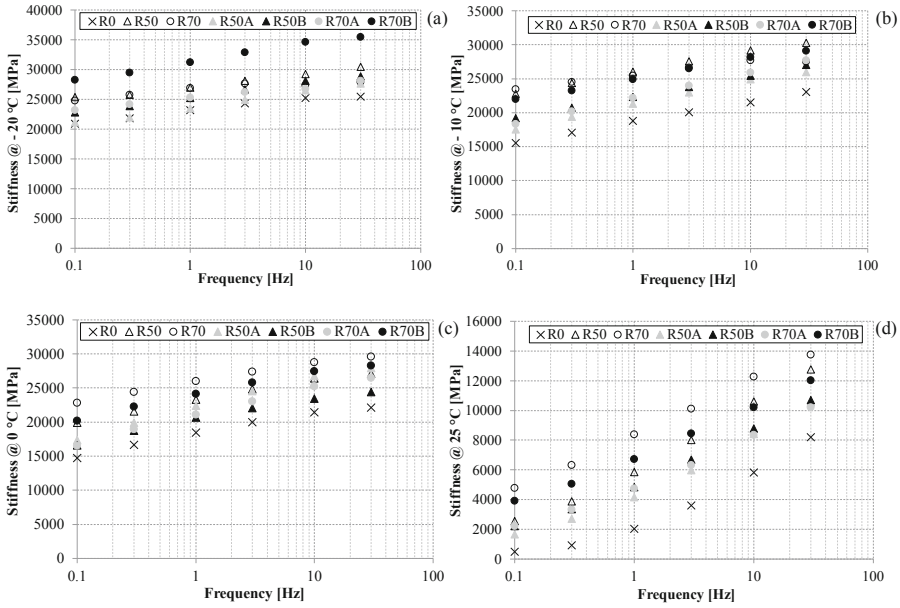 × R0 △ R50 ○ R70 ▲ R50A ▲ R50B ● R70A ● R70B
(a)
Stiffness @ - 20 °C [MPa]
40000
35000
30000
25000
20000
15000
10000
5000
0
0.1 1 10 100
Frequency [Hz]
× R0 △ R50 ○ R70 ▲ R50A ▲ R50B ● R70A ● R70B
(b)
Stiffness @ -10 °C [MPa]
35000
30000
25000
20000
15000
10000
5000
0
0.1 1 10 100
Frequency [Hz]
× R0 △ R50 ○ R70 ▲ R50A ▲ R50B ● R70A ● R70B
(c)
Stiffness @ 0 °C [MPa]
35000
30000
25000
20000
15000
10000
5000
0
0.1 1 10 100
Frequency [Hz]
× R0 △ R50 ○ R70 ▲ R50A ▲ R50B ● R70A ● R70B
(d)
Stiffness @ 25 °C [MPa]
16000
14000
12000
10000
8000
6000
4000
2000
0
0.1 1 10 100
Frequency [Hz]